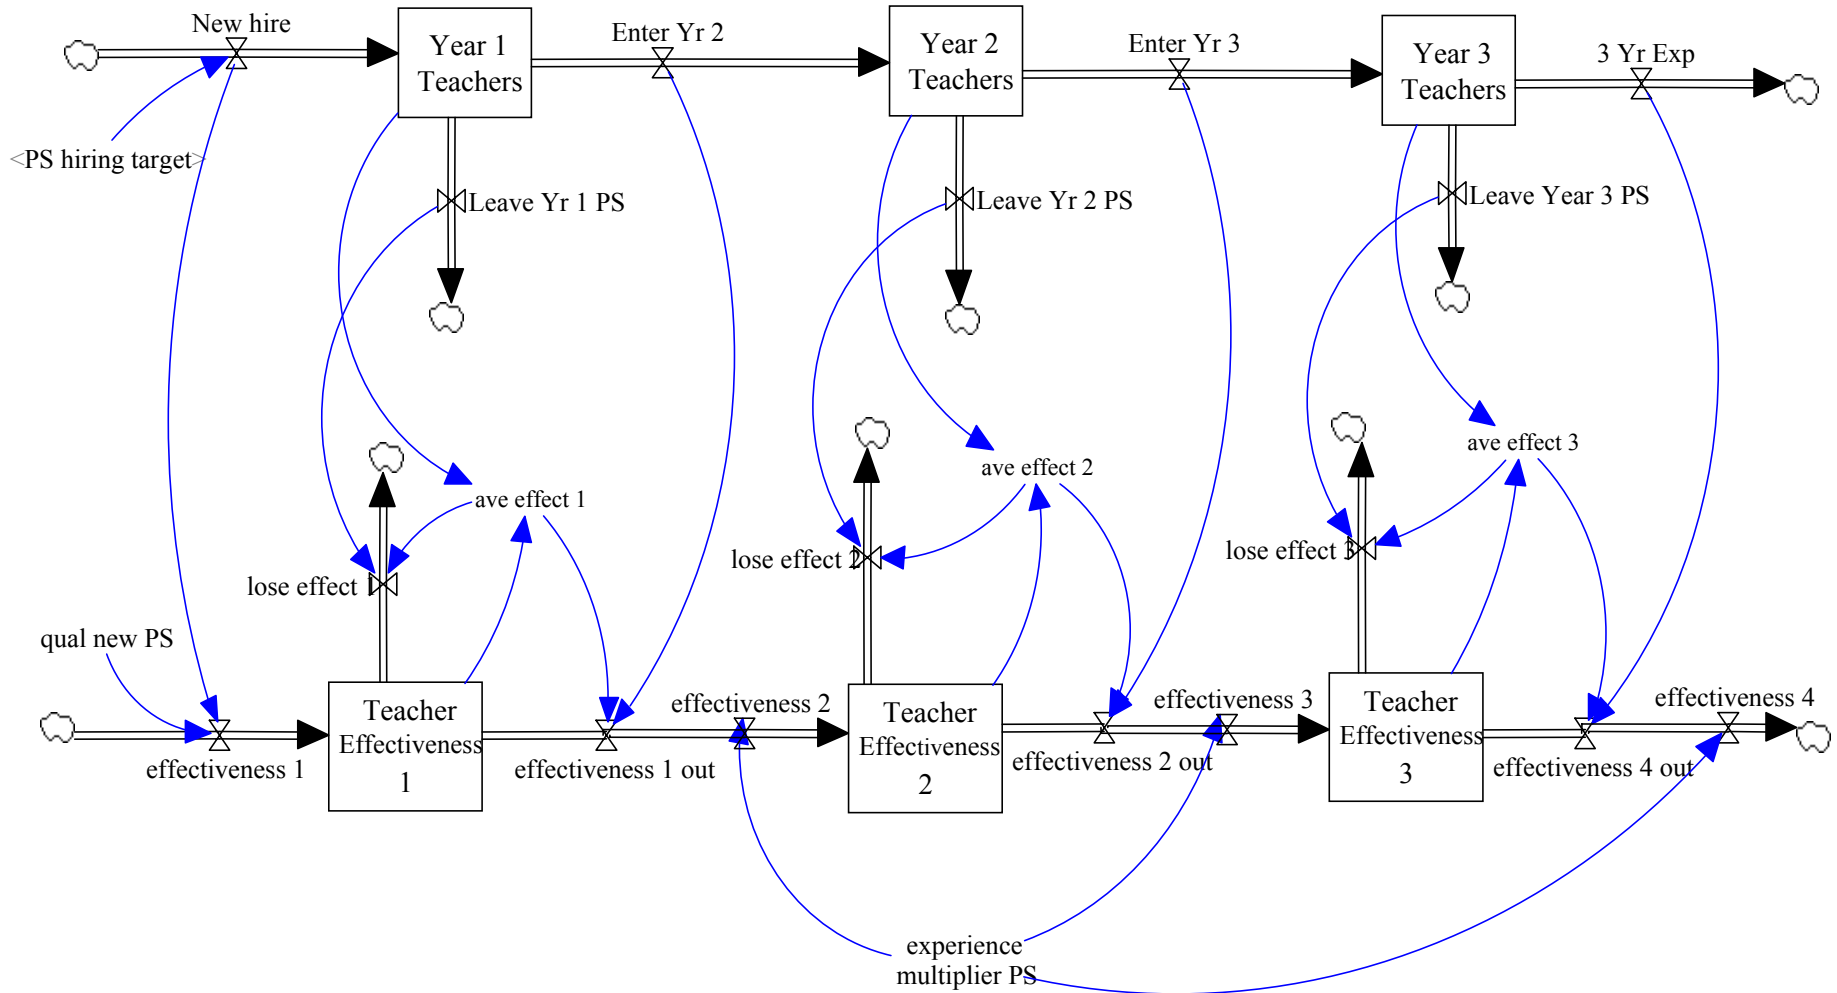 New hire
Year 1
Teachers
Enter Yr 2
Year 2
Teachers
Enter Yr 3
Year 3
Teachers
3 Yr Exp
<PS hiring target>
Leave Yr 1 PS
Leave Yr 2 PS
Leave Year 3 PS
ave effect 1
ave effect 2
ave effect 3
lose effect 1
lose effect 2
lose effect 3
qual new PS
effectiveness 1
Teacher
Effectiveness
1
effectiveness 1 out
effectiveness 2
Teacher
Effectiveness
2
effectiveness 2 out
effectiveness 3
Teacher
Effectiveness
3
effectiveness 4 out
effectiveness 4
experience
multiplier PS